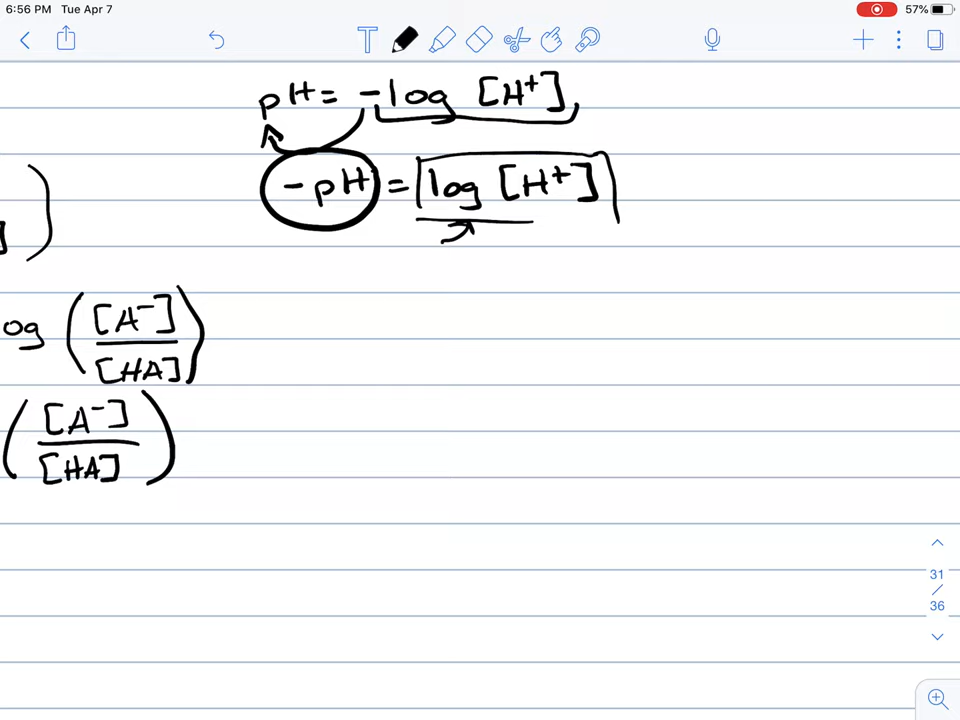 6:56 PM Tue Apr 7
57%
T
pH = -log [H+]
-pH = log [H+]
]
og ([A-]/[HA])
([A-]/[HA])
31
/
36